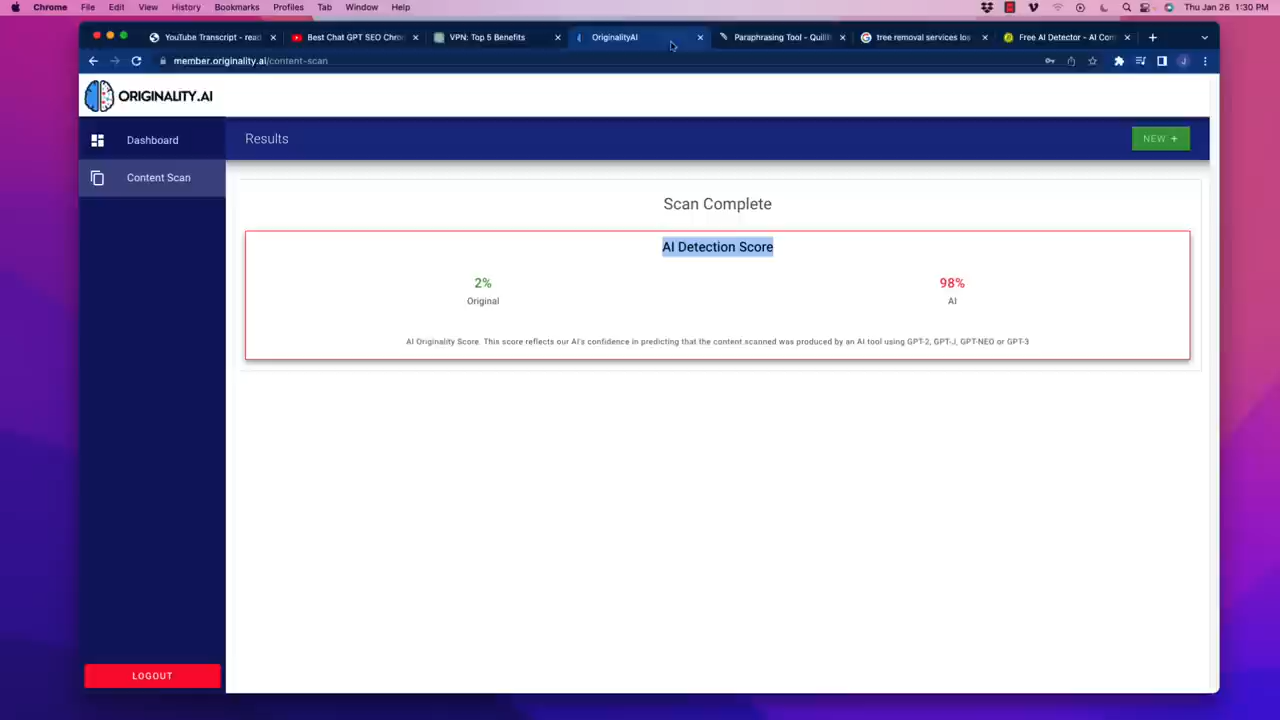 Chrome File Edit View History Bookmarks Profiles Tab Window Help Thu Jan 26 1:30 PM
YouTube Transcript - read Best Chat GPT SEO Chro VPN: Top 5 Benefits OriginalityAI Paraphrasing Tool - Quill tree removal services los Free AI Detector - AI Con
member.originality.ai/content-scan J
ORIGINALITY.AI
Dashboard
Content Scan
Results
NEW +
Scan Complete
AI Detection Score
2% 98%
Original AI
AI Originality Score. This score reflects our AI's confidence in predicting that the content scanned was produced by an AI tool using GPT-2, GPT-J, GPT-NEO or GPT-3
LOGOUT